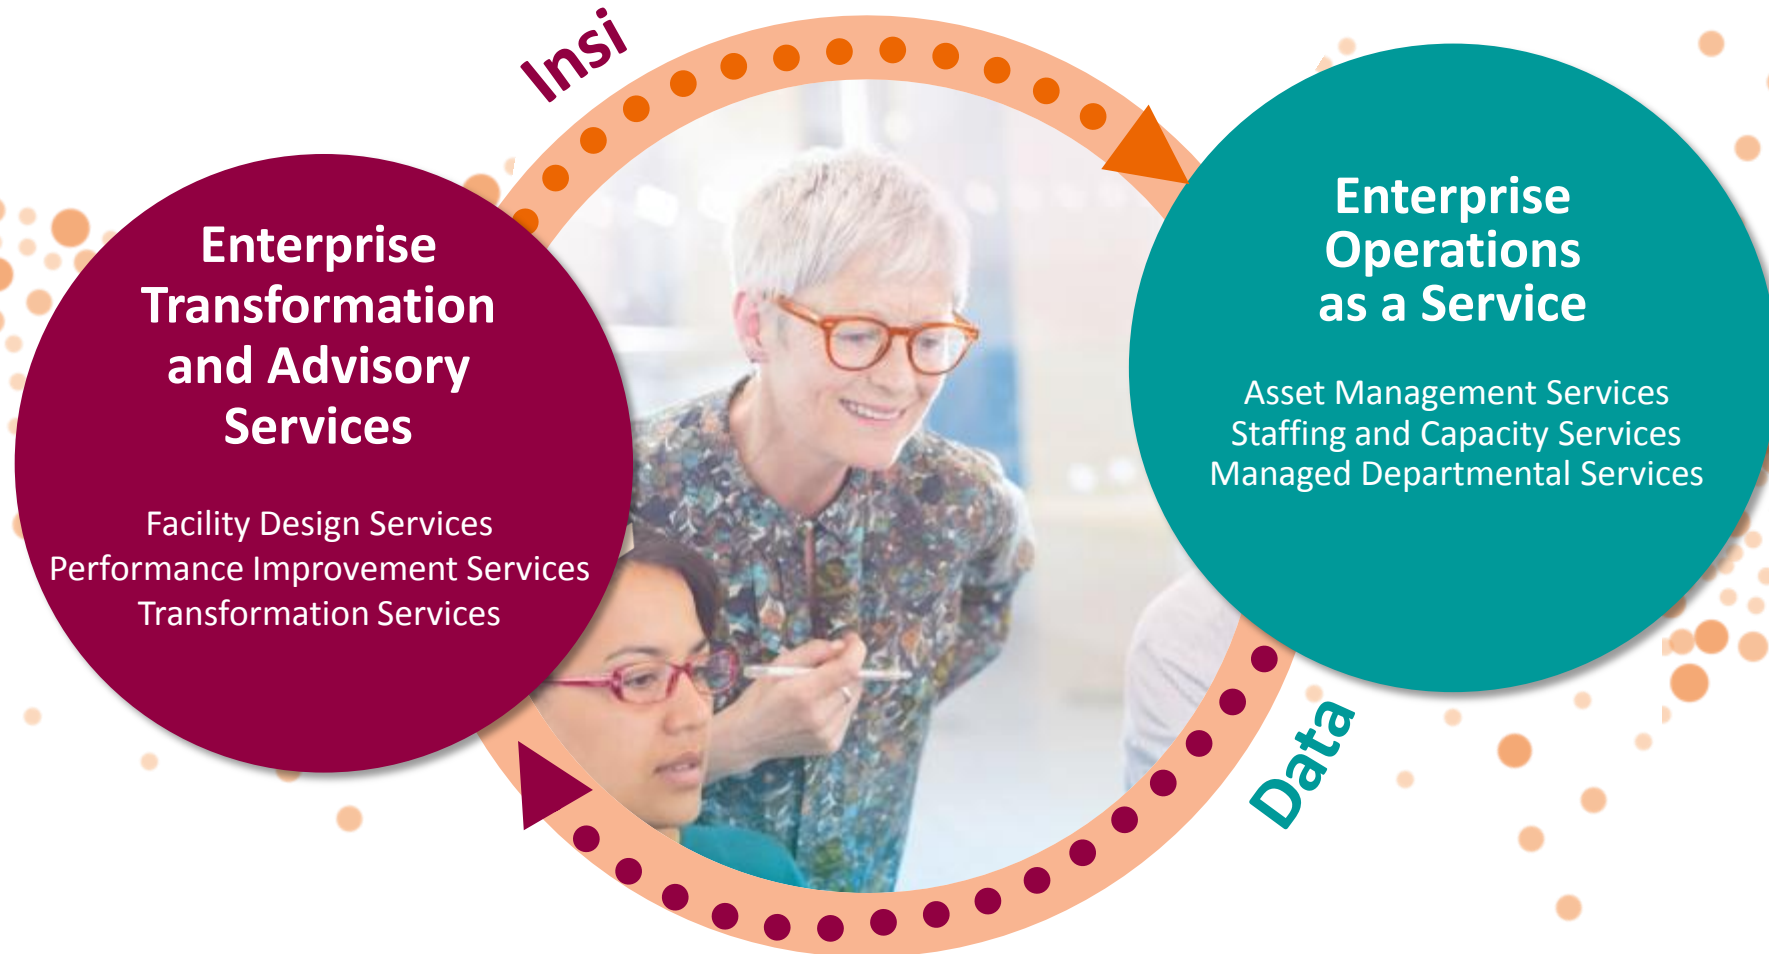 Insi
Enterprise
Transformation
and Advisory
Services
Facility Design Services
Performance Improvement Services
Transformation Services
Enterprise
Operations
as a Service
Asset Management Services
Staffing and Capacity Services
Managed Departmental Services
Data